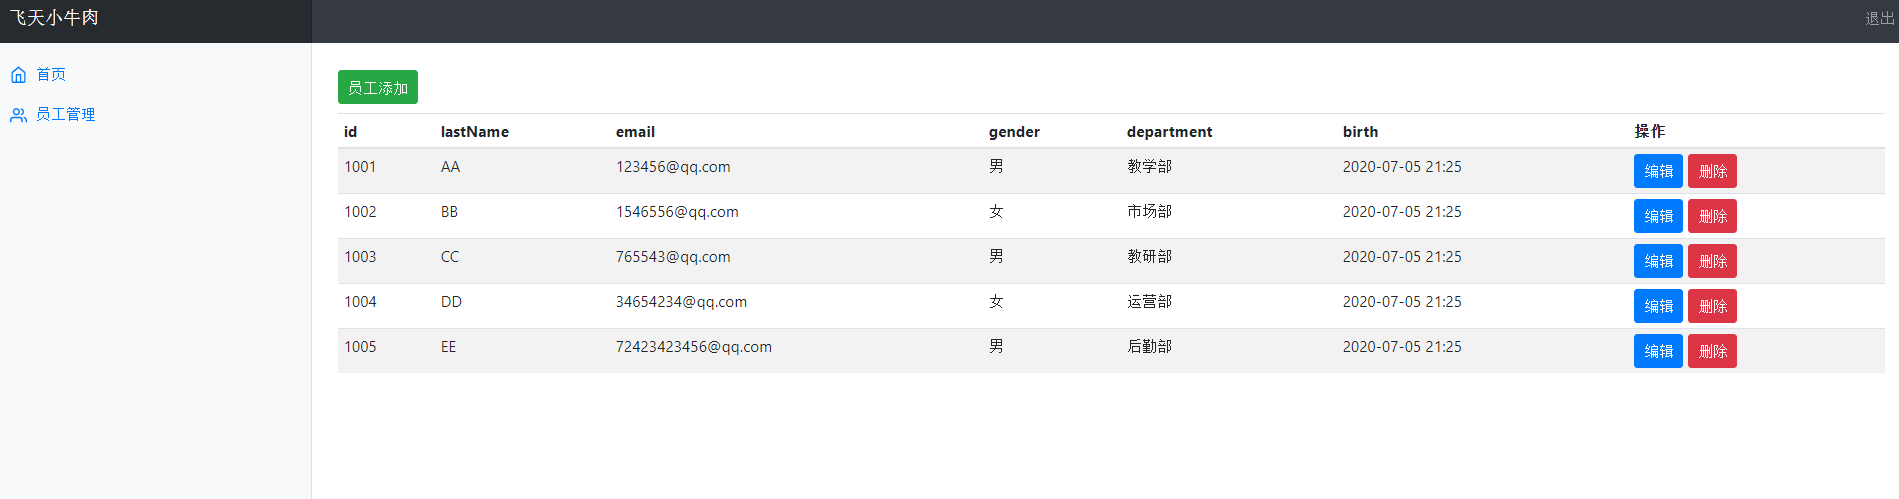 飞天小牛肉 退出
首页
员工管理
员工添加
id lastName email gender department birth 操作
1001 AA 123456@qq.com 男 教学部 2020-07-05 21:25 编辑 删除
1002 BB 1546556@qq.com 女 市场部 2020-07-05 21:25 编辑 删除
1003 CC 765543@qq.com 男 教研部 2020-07-05 21:25 编辑 删除
1004 DD 34654234@qq.com 女 运营部 2020-07-05 21:25 编辑 删除
1005 EE 72423423456@qq.com 男 后勤部 2020-07-05 21:25 编辑 删除